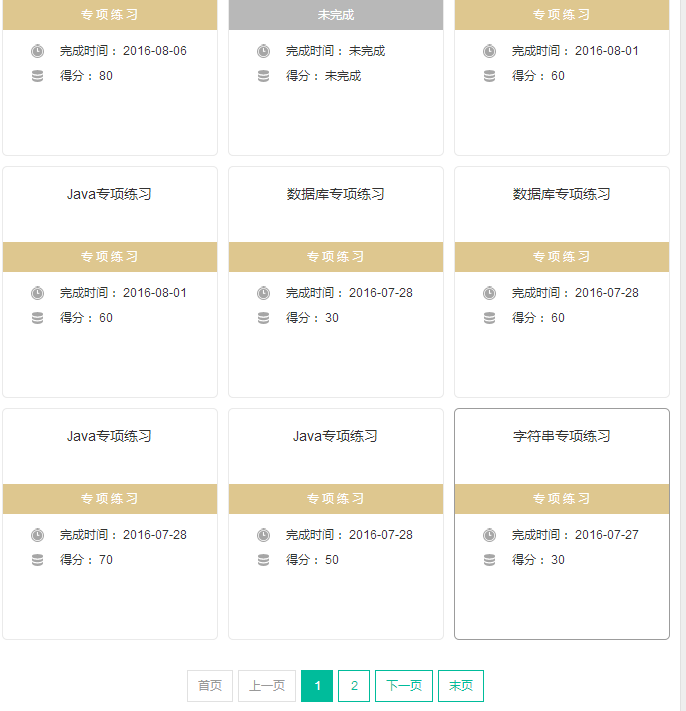 专项练习
未完成
专项练习
完成时间：2016-08-06
得分：80
完成时间：未完成
得分：未完成
完成时间：2016-08-01
得分：60
Java专项练习
数据库专项练习
数据库专项练习
专项练习
专项练习
专项练习
完成时间：2016-08-01
得分：60
完成时间：2016-07-28
得分：30
完成时间：2016-07-28
得分：60
Java专项练习
Java专项练习
字符串专项练习
专项练习
专项练习
专项练习
完成时间：2016-07-28
得分：70
完成时间：2016-07-28
得分：50
完成时间：2016-07-27
得分：30
首页 上一页 1 2 下一页 末页